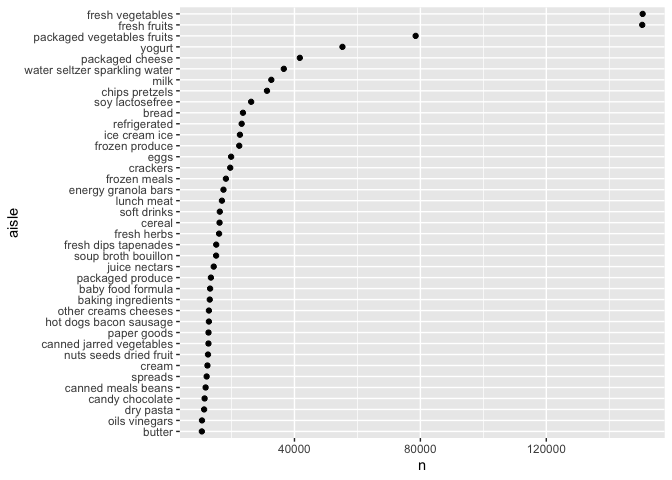 fresh vegetables
fresh fruits
packaged vegetables fruits
yogurt
packaged cheese
water seltzer sparkling water
milk
chips pretzels
soy lactosefree
bread
refrigerated
ice cream ice
frozen produce
eggs
crackers
frozen meals
energy granola bars
lunch meat
soft drinks
cereal
fresh herbs
fresh dips tapenades
soup broth bouillon
juice nectars
packaged produce
baby food formula
baking ingredients
other creams cheeses
hot dogs bacon sausage
paper goods
canned jarred vegetables
nuts seeds dried fruit
cream
spreads
canned meals beans
candy chocolate
dry pasta
oils vinegars
butter
aisle
40000 80000 120000
n